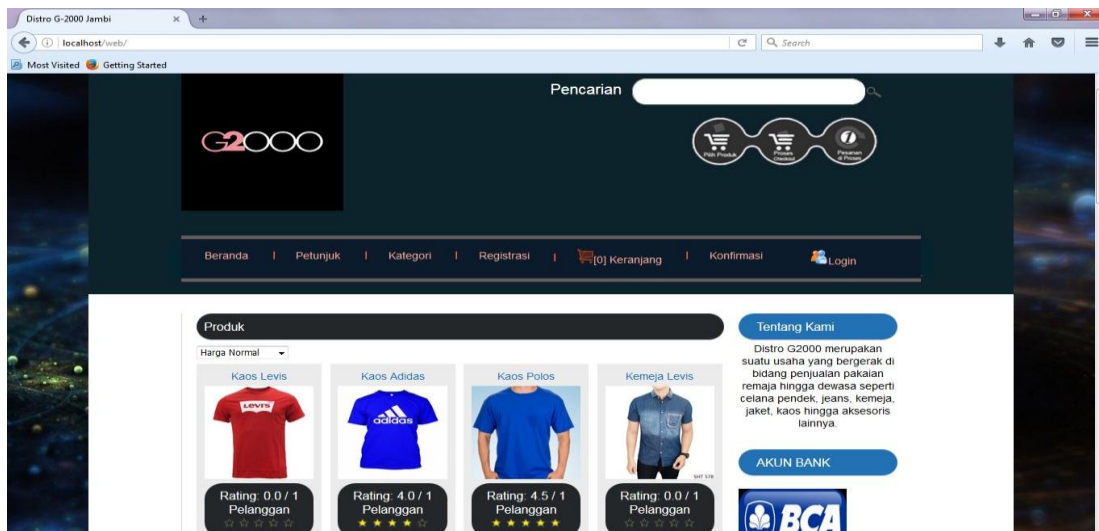 Distro G-2000 Jambi
localhost/web/
Search
Most Visited Getting Started
G2000
Pencarian
Pilih Produk
Proses Checkout
Pesanan di Proses
Beranda | Petunjuk | Kategori | Registrasi | [0] Keranjang | Konfirmasi Login
Produk
Harga Normal
Kaos Levis
Kaos Adidas
Kaos Polos
Kemeja Levis
LEVI'S
adidas
SHT 578
Rating: 0.0 / 1
Pelanggan
Rating: 4.0 / 1
Pelanggan
Rating: 4.5 / 1
Pelanggan
Rating: 0.0 / 1
Pelanggan
Tentang Kami
Distro G2000 merupakan
suatu usaha yang bergerak di
bidang penjualan pakaian
remaja hingga dewasa seperti
celana pendek, jeans, kemeja,
jaket, kaos hingga aksesoris
lainnya.
AKUN BANK
BCA